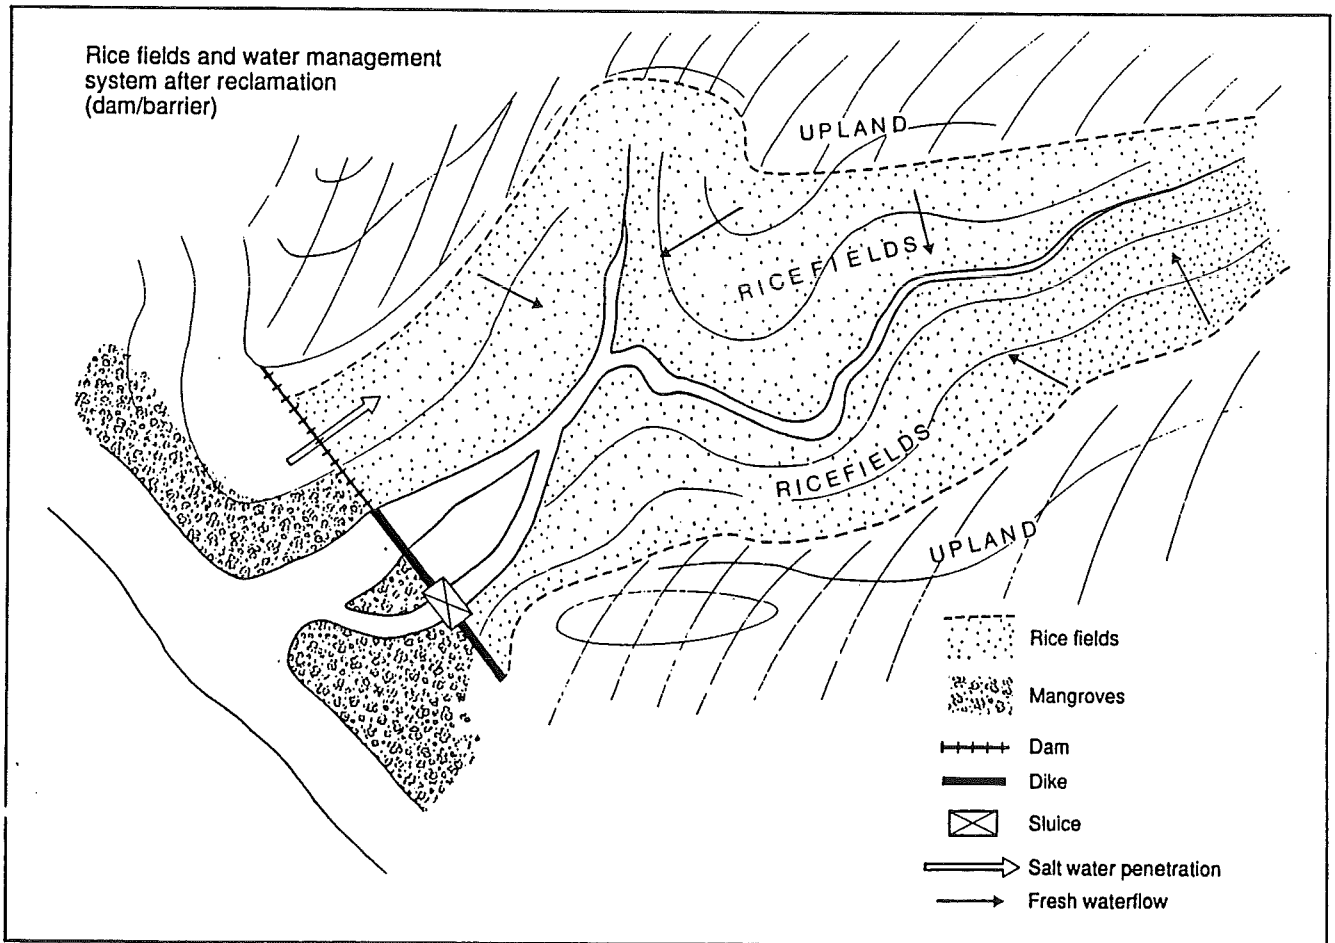 Rice fields and water management
system after reclamation
(dam/barrier)
UPLAND
RICEFIELDS
RICEFIELDS
UPLAND
Rice fields
Mangroves
Dam
Dike
Sluice
Salt water penetration
Fresh waterflow